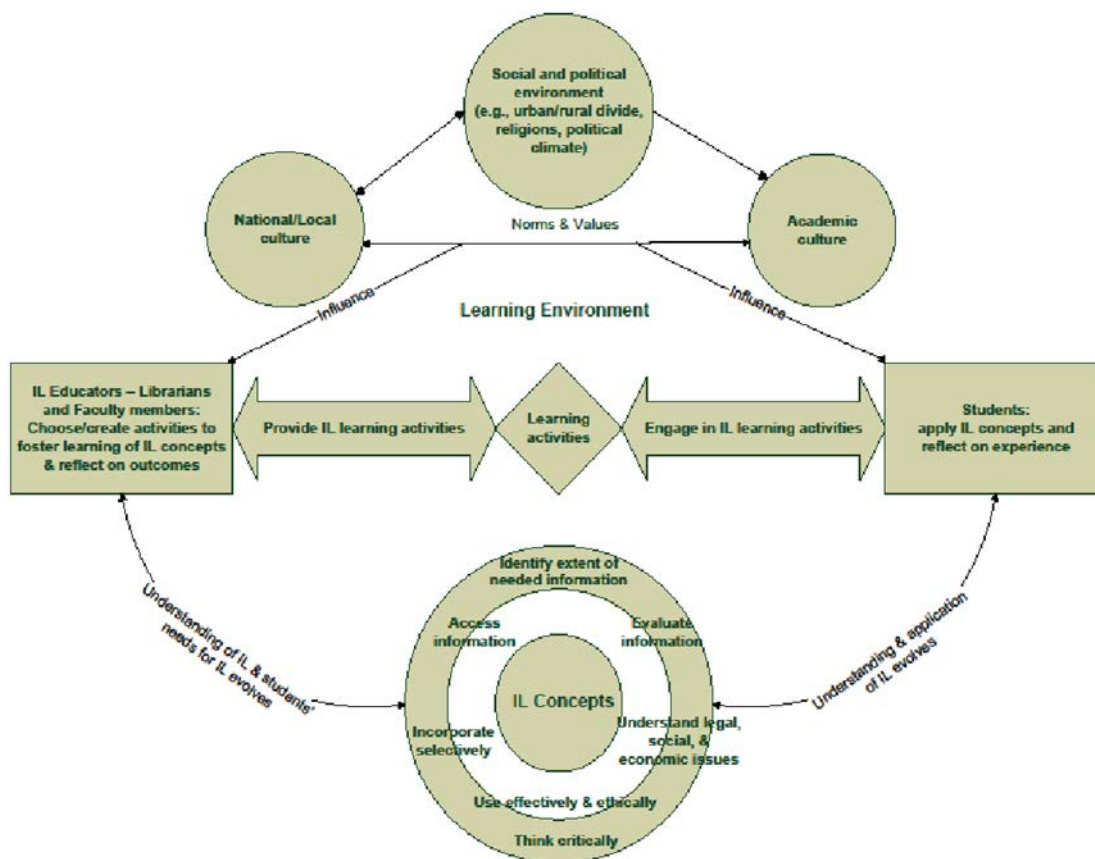 Social and political
environment
(e.g., urban/rural divide,
religions, political
climate)
National/Local
culture
Norms & Values
Academic
culture
Influence
Influence
Learning Environment
IL Educators – Librarians
and Faculty members:
Choose/create activities to
foster learning of IL concepts
& reflect on outcomes
Provide IL learning activities
Learning
activities
Engage in IL learning activities
Students:
apply IL concepts and
reflect on experience
Understanding of IL & students'
needs for IL evolves
Identify extent of
needed information
Access
information
Evaluate
information
IL Concepts
Incorporate
selectively
Understand legal,
social, &
economic issues
Use effectively & ethically
Think critically
Understanding & application
of IL evolves